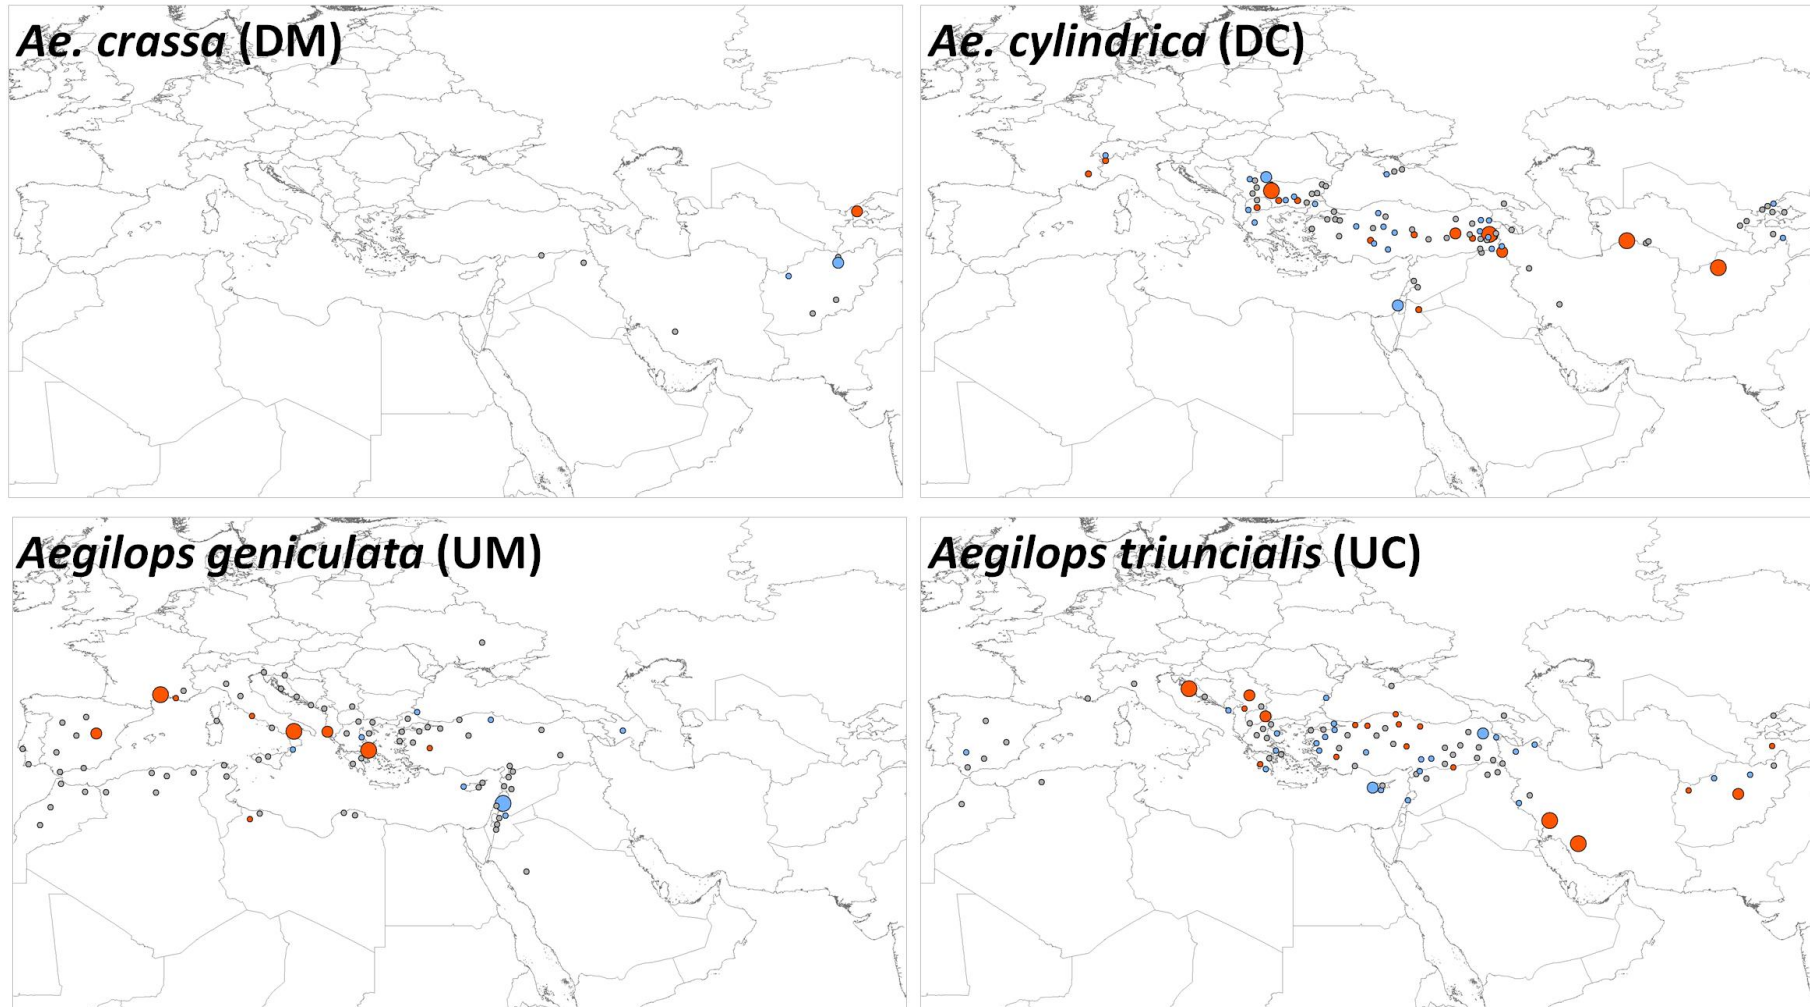 Ae. crassa (DM)
Ae. cylindrica (DC)
Aegilops geniculata (UM)
Aegilops triuncialis (UC)